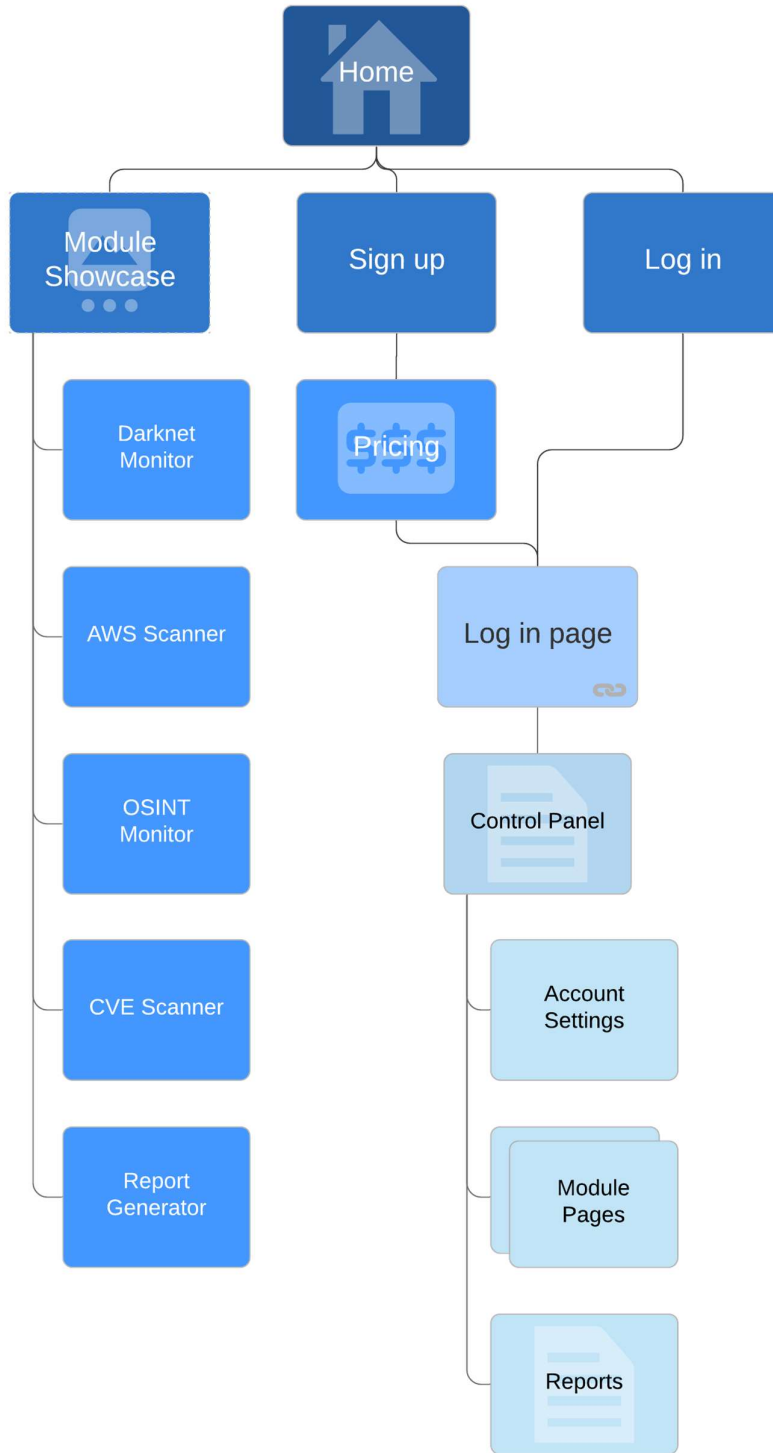 Home
Module
Showcase
Sign up
Log in
Darknet
Monitor
$$$
Pricing
AWS Scanner
Log in page
OSINT
Monitor
Control Panel
CVE Scanner
Account
Settings
Report
Generator
Module
Pages
Reports